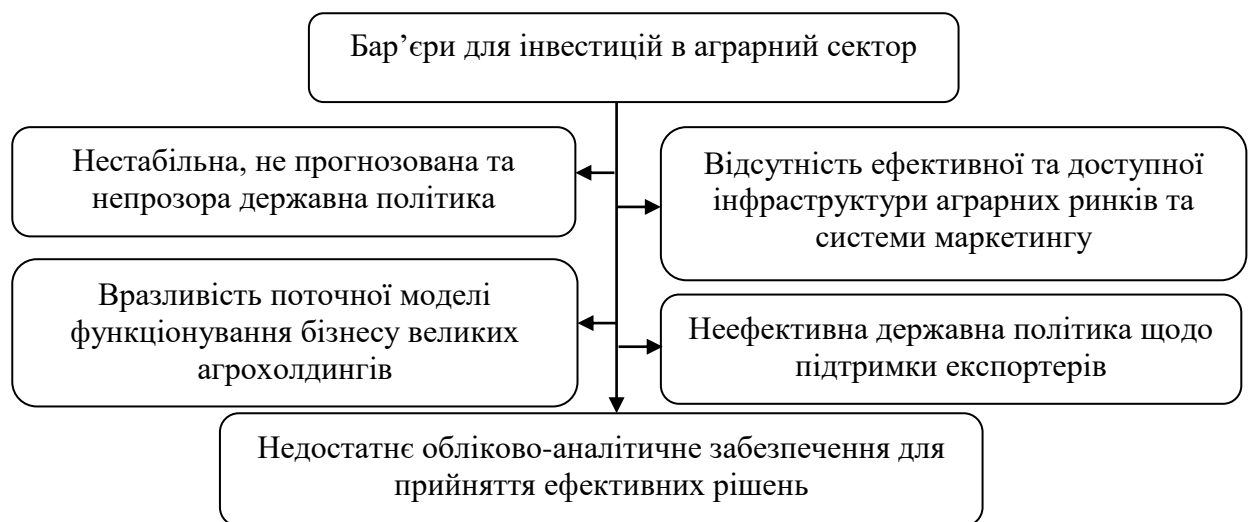 Бар’єри для інвестицій в аграрний сектор
Нестабільна, не прогнозована та
непрозора державна політика
Відсутність ефективної та доступної
інфраструктури аграрних ринків та
системи маркетингу
Вразливість поточної моделі
функціонування бізнесу великих
агрохолдингів
Неефективна державна політика щодо
підтримки експортерів
Недостатнє обліково-аналітичне забезпечення для
прийняття ефективних рішень